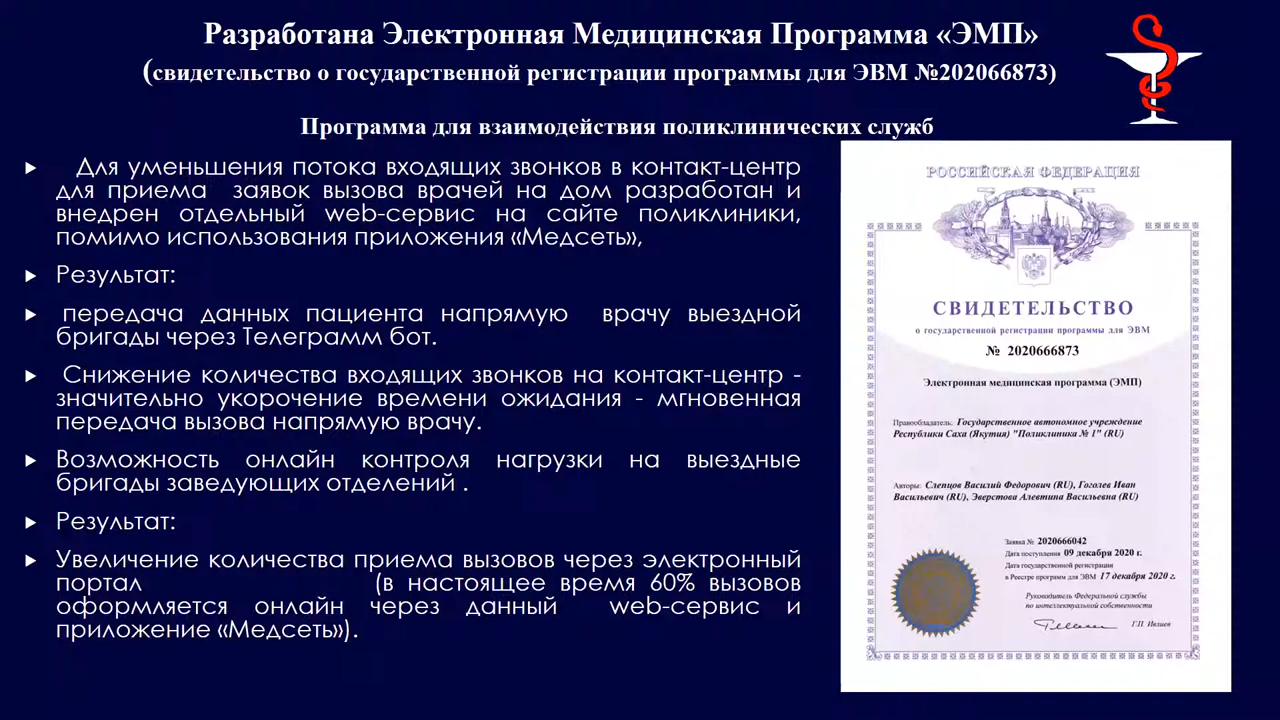 Разработана Электронная Медицинская Программа «ЭМП»
(свидетельство о государственной регистрации программы для ЭВМ №202066873)
Программа для взаимодействия поликлинических служб
Для уменьшения потока входящих звонков в контакт-центр
для приема заявок вызова врачей на дом разработан и
внедрен отдельный web-сервис на сайте поликлиники,
помимо использования приложения «Медсеть»,
Результат:
передача данных пациента напрямую врачу выездной
бригады через Телеграмм бот.
Снижение количества входящих звонков на контакт-центр -
значительно укорочение времени ожидания - мгновенная
передача вызова напрямую врачу.
Возможность онлайн контроля нагрузки на выездные
бригады заведующих отделений .
Результат:
Увеличение количества приема вызовов через электронный
портал (в настоящее время 60% вызовов
оформляется онлайн через данный web-сервис и
приложение «Медсеть»).
РОССИЙСКАЯ ФЕДЕРАЦИЯ
СВИДЕТЕЛЬСТВО
о государственной регистрации программы для ЭВМ
№ 2020666873
Электронная медицинская программа (ЭМП)
Правообладатель: Государственное автономное учреждение
Республики Саха (Якутия) "Поликлиника № 1" (RU)
Авторы: Слепцов Василий Федорович (RU), Гоголев Иван
Васильевич (RU), Эверстова Алевтина Васильевна (RU)
Заявка № 2020666042
Дата поступления 09 декабря 2020 г.
Дата государственной регистрации
в Реестре программ для ЭВМ 17 декабря 2020 г.
Руководитель Федеральной службы
по интеллектуальной собственности
Г.П. Ивлиев